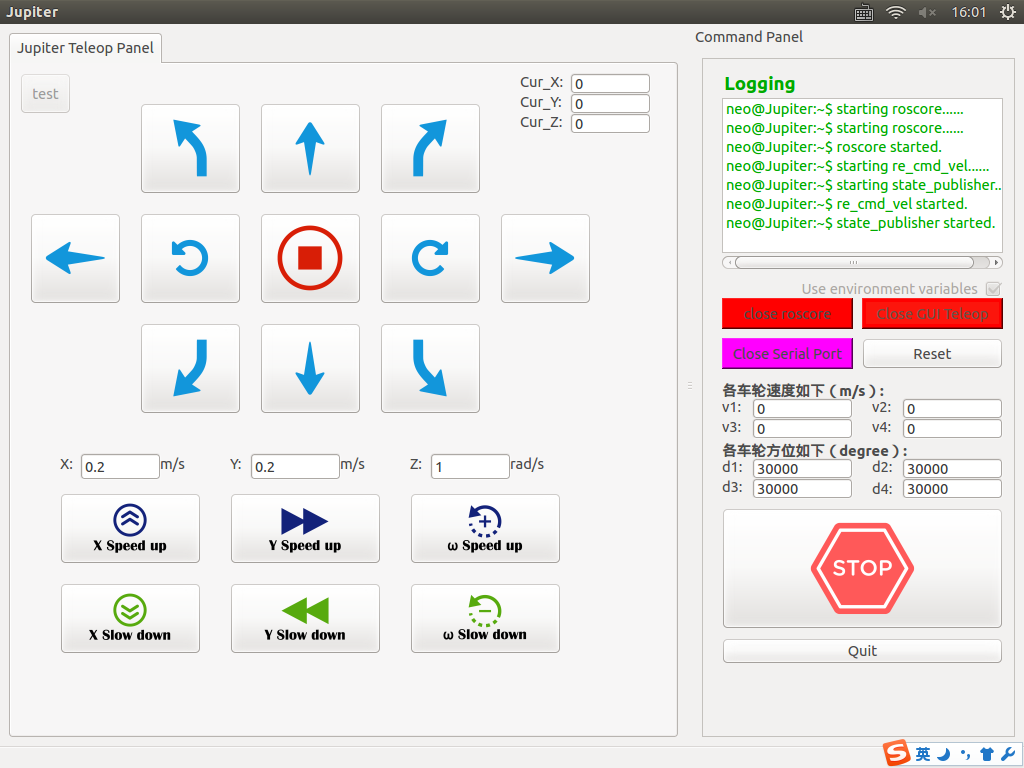 Jupiter
16:01
Jupiter Teleop Panel
test
Cur_X: 0
Cur_Y: 0
Cur_Z: 0
X: 0.2 m/s
Y: 0.2 m/s
Z: 1 rad/s
X Speed up
Y Speed up
ω Speed up
X Slow down
Y Slow down
ω Slow down
Command Panel
Logging
neo@Jupiter:~$ starting roscore......
neo@Jupiter:~$ starting roscore......
neo@Jupiter:~$ roscore started.
neo@Jupiter:~$ starting re_cmd_vel......
neo@Jupiter:~$ starting state_publisher..
neo@Jupiter:~$ re_cmd_vel started.
neo@Jupiter:~$ state_publisher started.
Use environment variables
close roscore
Close GUI Teleop
Close Serial Port
Reset
各车轮速度如下（m/s）:
v1: 0 v2: 0
v3: 0 v4: 0
各车轮方位如下（degree）:
d1: 30000 d2: 30000
d3: 30000 d4: 30000
STOP
Quit
S 英